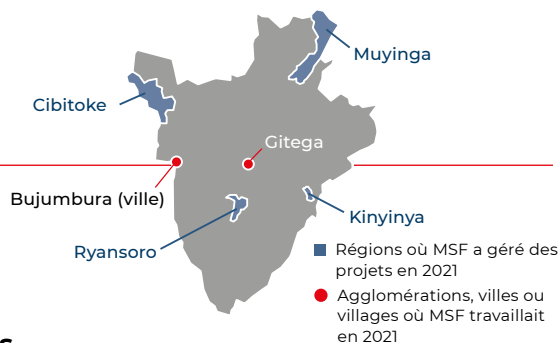 Muyinga
Cibitoke
Gitega
Bujumbura (ville)
Kinyinya
Ryansoro
Régions où MSF a géré des
projets en 2021
Agglomérations, villes ou
villages où MSF travaillait
en 2021